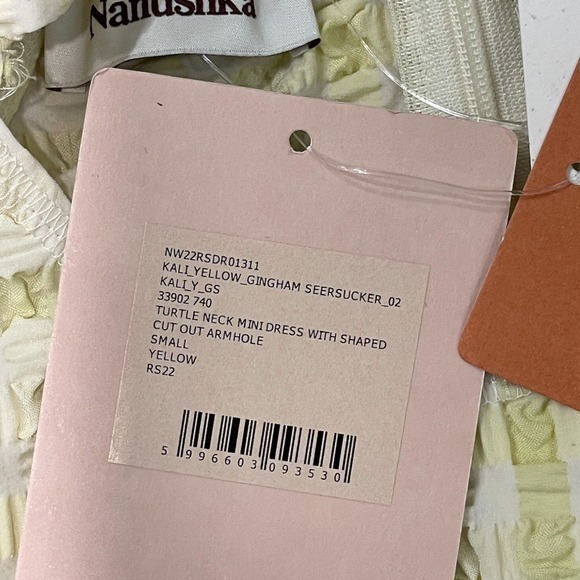 Nanushka
NW22RSDR01311
KALI_YELLOW_GINGHAM SEERSUCKER_02
KALI_Y_GS
33902 740
TURTLE NECK MINI DRESS WITH SHAPED
CUT OUT ARMHOLE
SMALL
YELLOW
RS22
5 996603 093530